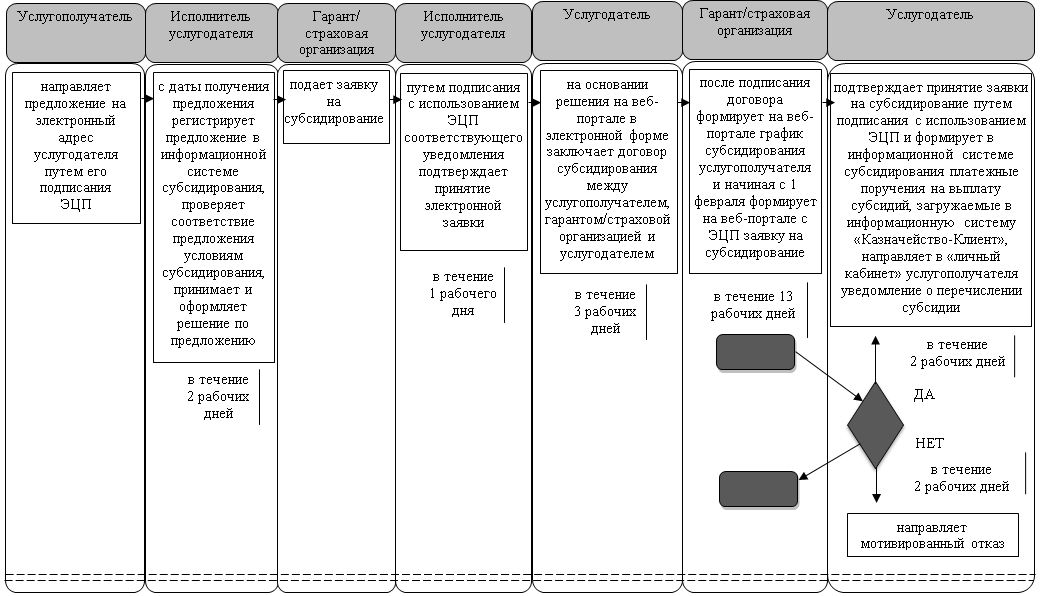 Услугополучатель
Исполнитель
услугодателя
Гарант/
страховая
организация
Исполнитель
услугодателя
Услугодатель
Гарант/страховая
организация
Услугодатель
направляет
предложение на
электронный
адрес
услугодателя
путем его
подписания
ЭЦП
с даты получения
предложения
регистрирует
предложение в
информационной
системе
субсидирования,
проверяет
соответствие
предложения
условиям
субсидирования,
принимает и
оформляет
решение по
предложению
в течение
2 рабочих
дней
подает заявку
на
субсидирование
путем подписания
с использованием
ЭЦП
соответствующего
уведомления
подтверждает
принятие
электронной
заявки
в течение
1 рабочего
дня
на основании
решения на веб-
портале в
электронной форме
заключает договор
субсидирования
между
услугополучателем,
гарантом/страховой
организацией и
услугодателем
в течение
3 рабочих
дней
после подписания
договора
формирует на веб-
портале график
субсидирования
услугополучателя
и начиная с 1
февраля формирует
на веб-портале с
ЭЦП заявку на
субсидирование
в течение 13
рабочих дней
подтверждает принятие заявки
на субсидирование путем
подписания с использованием
ЭЦП и формирует в
информационной системе
субсидирования платежные
поручения на выплату
субсидий, загружаемые в
информационную систему
«Казначейство-Клиент»,
направляет в «личный
кабинет» услугополучателя
уведомление о перечислении
субсидии
в течение
2 рабочих дней
ДА
НЕТ
в течение
2 рабочих дней
направляет
мотивированный отказ